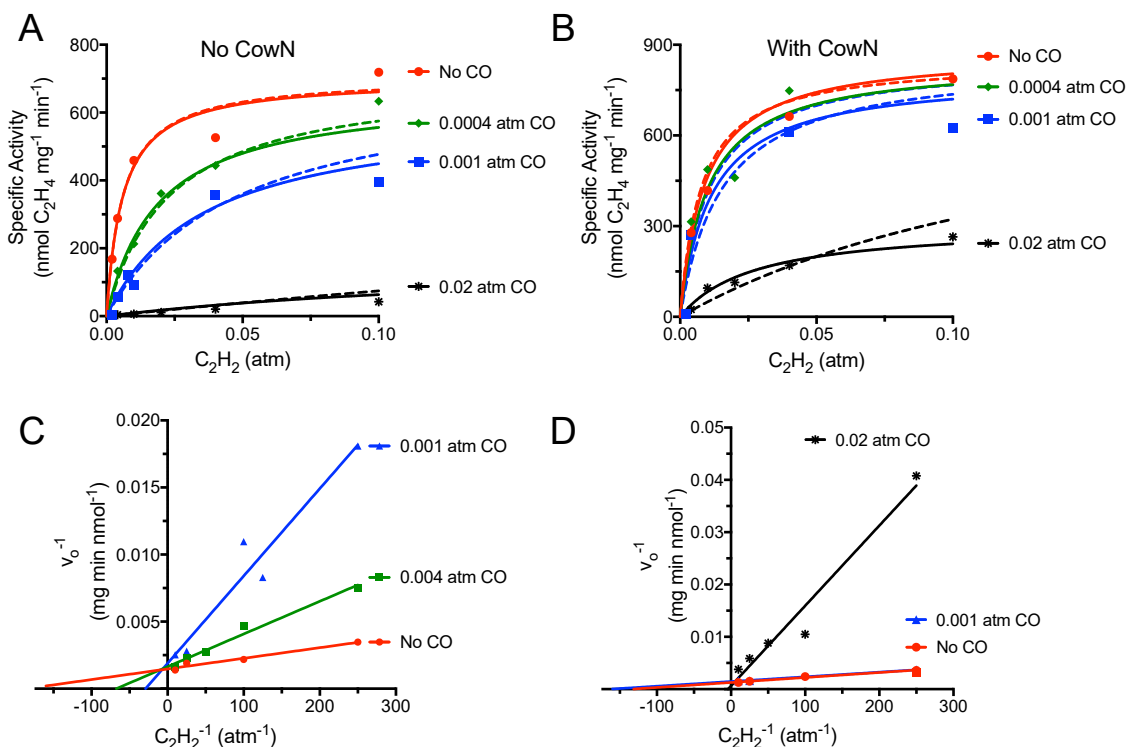 A
No CowN
Specific Activity
(nmol C₂H₄ mg⁻¹ min⁻¹)
800
600
400
200
0
0.00
0.05
0.10
C₂H₂ (atm)
No CO
0.0004 atm CO
0.001 atm CO
0.02 atm CO
B
With CowN
Specific Activity
(nmol C₂H₄ mg⁻¹ min⁻¹)
900
600
300
0
0.00
0.05
0.10
C₂H₂ (atm)
No CO
0.0004 atm CO
0.001 atm CO
0.02 atm CO
C
vₒ⁻¹
(mg min nmol⁻¹)
0.020
0.015
0.010
0.005
-100
0
100
200
300
C₂H₂⁻¹ (atm⁻¹)
0.001 atm CO
0.004 atm CO
No CO
D
vₒ⁻¹
(mg min nmol⁻¹)
0.05
0.04
0.03
0.02
0.01
-100
0
100
200
300
C₂H₂⁻¹ (atm⁻¹)
0.02 atm CO
0.001 atm CO
No CO